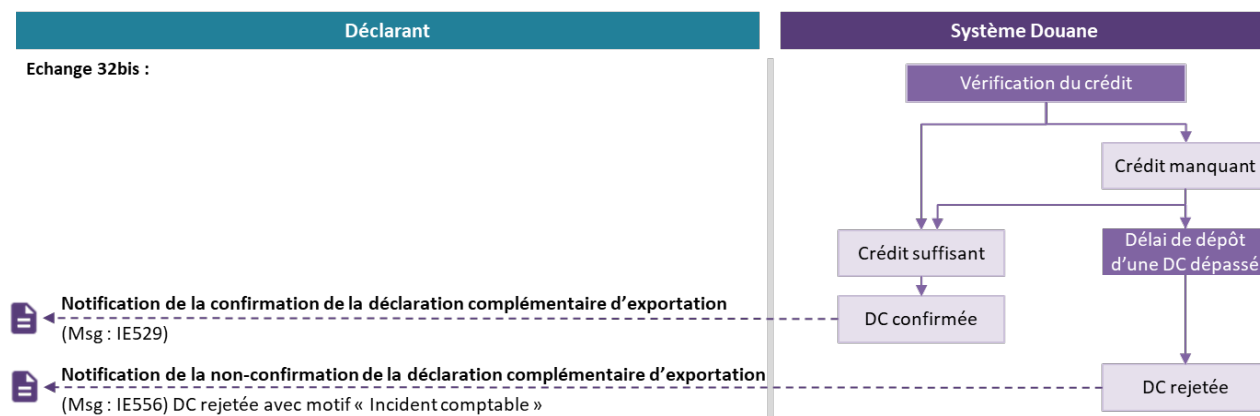 Déclarant
Système Douane
Echange 32bis :
Vérification du crédit
Crédit manquant
Crédit suffisant
Délai de dépôt
d'une DC dépassé
Notification de la confirmation de la déclaration complémentaire d'exportation
(Msg : IE529)
DC confirmée
Notification de la non-confirmation de la déclaration complémentaire d'exportation
(Msg : IE556) DC rejetée avec motif « Incident comptable »
DC rejetée